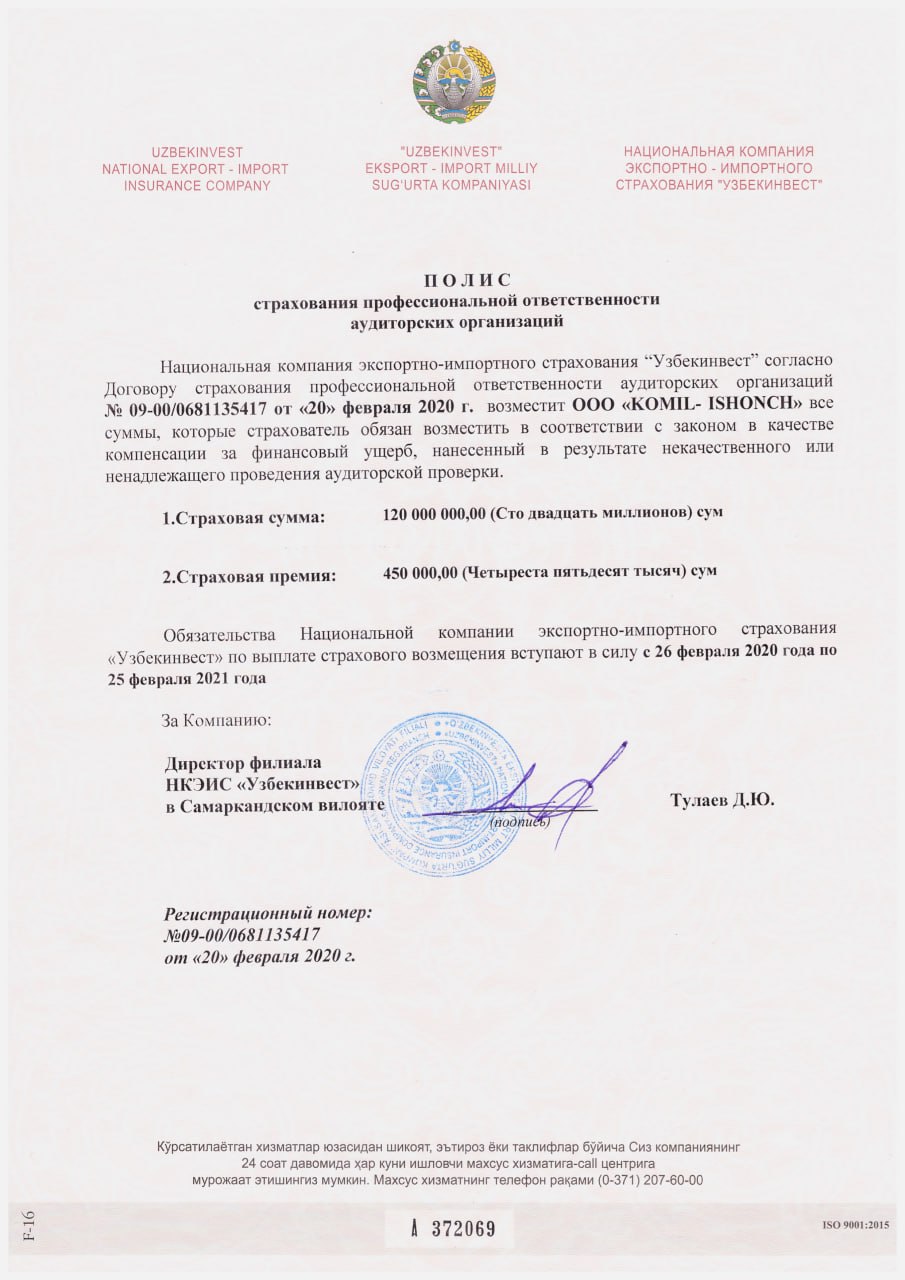 UZBEKINVEST
NATIONAL EXPORT - IMPORT
INSURANCE COMPANY
"UZBEKINVEST"
EKSPORT - IMPORT MILLIY
SUG'URTA KOMPANIYASI
НАЦИОНАЛЬНАЯ КОМПАНИЯ
ЭКСПОРТНО - ИМПОРТНОГО
СТРАХОВАНИЯ "УЗБЕКИНВЕСТ"
П О Л И С
страхования профессиональной ответственности
аудиторских организаций
Национальная компания экспортно-импортного страхования “Узбекинвест” согласно
Договору страхования профессиональной ответственности аудиторских организаций
№ 09-00/0681135417 от «20» февраля 2020 г. возместит ООО «KOMIL- ISHONCH» все
суммы, которые страхователь обязан возместить в соответствии с законом в качестве
компенсации за финансовый ущерб, нанесенный в результате некачественного или
ненадлежащего проведения аудиторской проверки.
1.Страховая сумма: 120 000 000,00 (Сто двадцать миллионов) сум
2.Страховая премия: 450 000,00 (Четыреста пятьдесят тысяч) сум
Обязательства Национальной компании экспортно-импортного страхования
«Узбекинвест» по выплате страхового возмещения вступают в силу с 26 февраля 2020 года по
25 февраля 2021 года
За Компанию:
Директор филиала
НКЭИС «Узбекинвест»
в Самаркандском вилояте
(подпись)
Тулаев Д.Ю.
Регистрационный номер:
№09-00/0681135417
от «20» февраля 2020 г.
Кўрсатилаётган хизматлар юзасидан шикоят, эътироз ёки таклифлар бўйича Сиз компаниянинг
24 соат давомида ҳар куни ишловчи махсус хизматига-call центрига
мурожаат этишингиз мумкин. Махсус хизматнинг телефон рақами (0-371) 207-60-00
F-16
А 372069
ISO 9001:2015